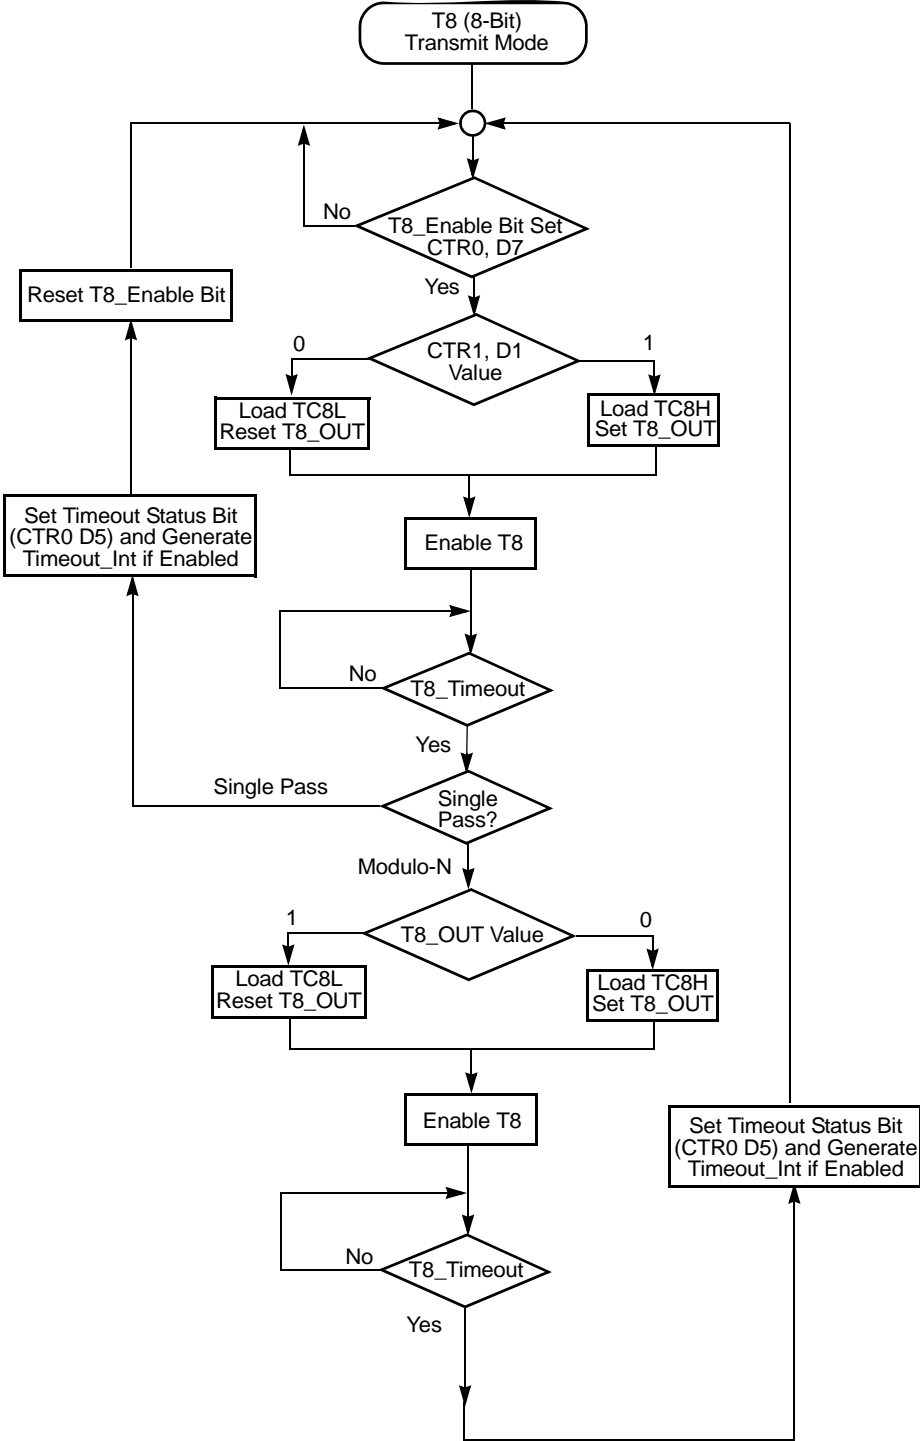 T8 (8-Bit)
Transmit Mode
No
T8_Enable Bit Set
CTR0, D7
Yes
Reset T8_Enable Bit
0
CTR1, D1
Value
1
Load TC8L
Reset T8_OUT
Load TC8H
Set T8_OUT
Set Timeout Status Bit
(CTR0 D5) and Generate
Timeout_Int if Enabled
Enable T8
No
T8_Timeout
Yes
Single Pass
Single
Pass?
Modulo-N
1
T8_OUT Value
0
Load TC8L
Reset T8_OUT
Load TC8H
Set T8_OUT
Enable T8
Set Timeout Status Bit
(CTR0 D5) and Generate
Timeout_Int if Enabled
No
T8_Timeout
Yes